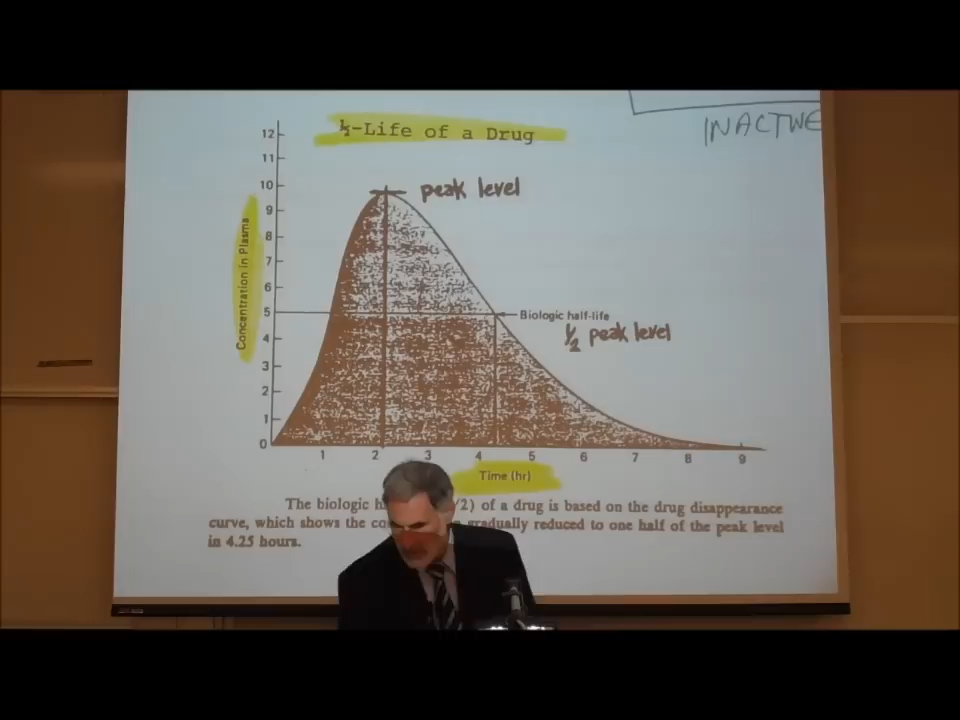 INACTIVE
½-Life of a Drug
12
11
10
9
8
7
6
5
4
3
2
1
0
peak level
Concentration in Plasma
Biologic half-life
½ peak level
1 2 3 4 5 6 7 8 9
Time (hr)
The biologic /2) of a drug is based on the drug disappearance
curve, which shows the gradually reduced to one half of the peak level
in 4.25 hours.